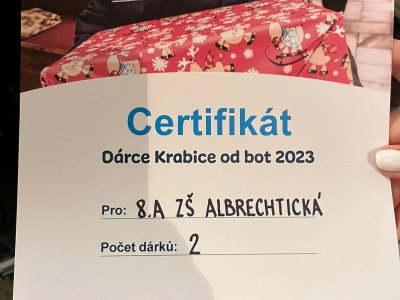 Certifikát
Dárce Krabice od bot 2023
Pro: 8.A ZŠ ALBRECHTICKÁ
Počet dárků: 2